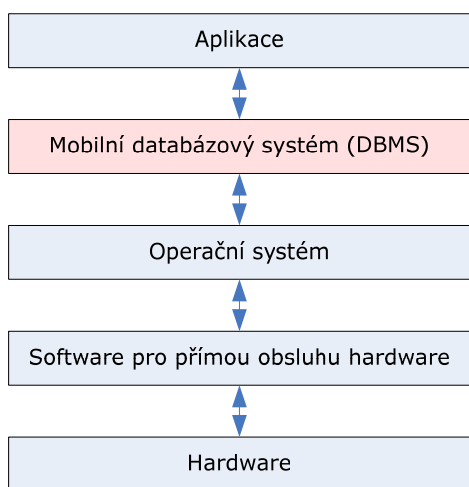 Aplikace
Mobilní databázový systém (DBMS)
Operační systém
Software pro přímou obsluhu hardware
Hardware